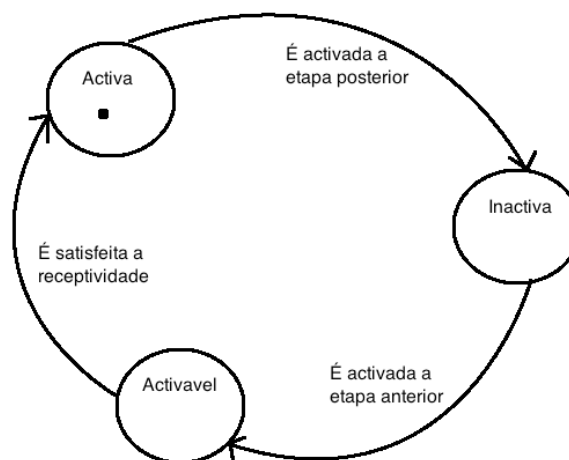 Activa
É activada a
etapa posterior
Inactiva
É satisfeita a
receptividade
Activavel
É activada a
etapa anterior